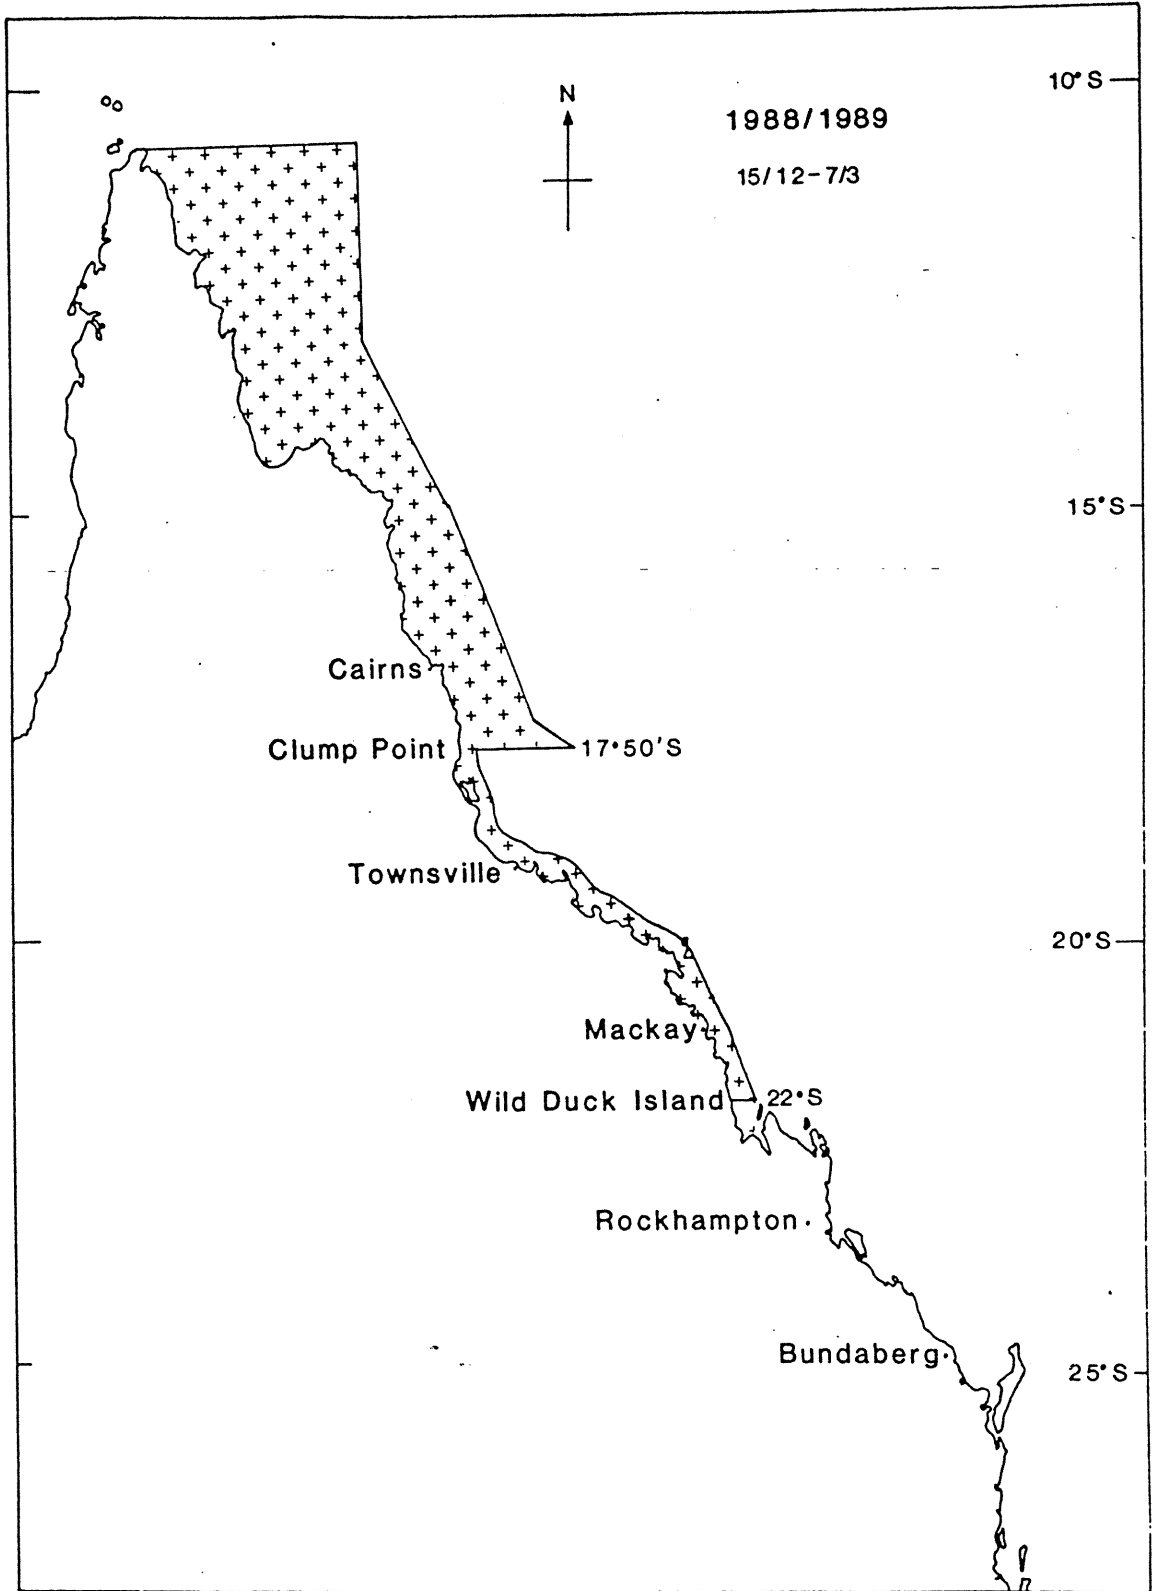 10°S
N
1988/1989
15/12-7/3
15°S
Cairns
Clump Point
17°50'S
Townsville
20°S
Mackay
Wild Duck Island
22°S
Rockhampton
Bundaberg
25°S